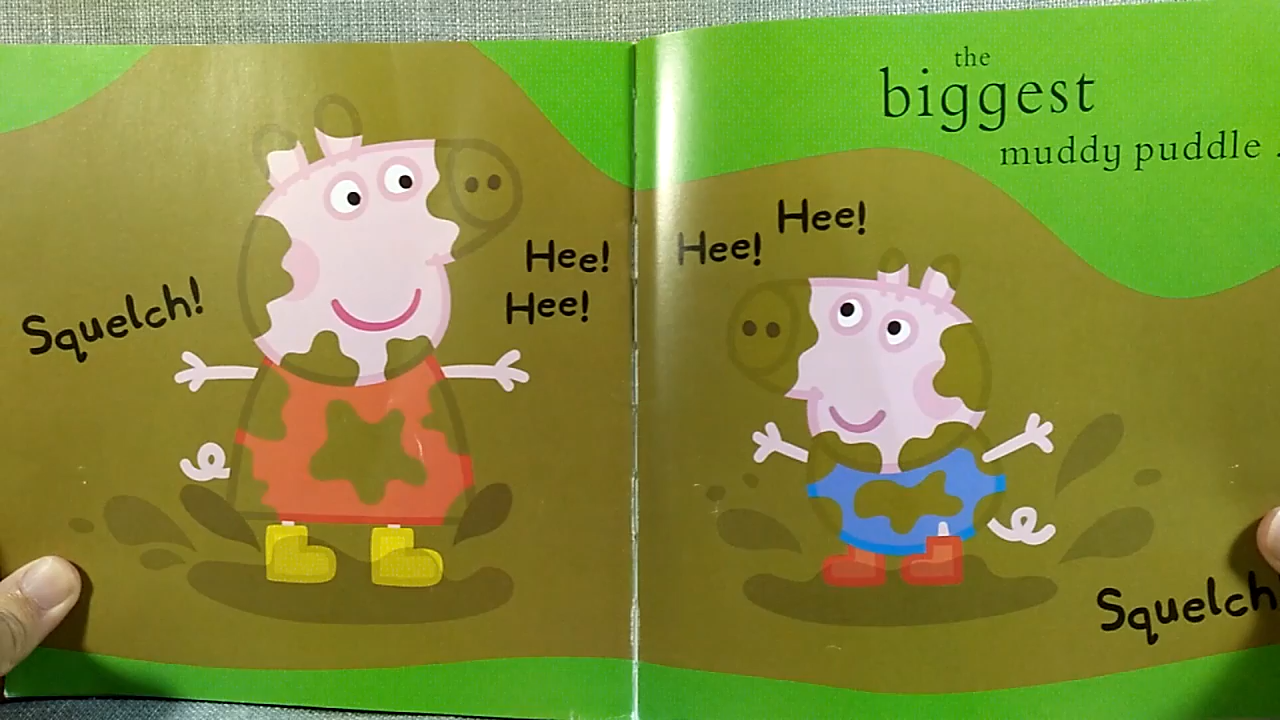 Squelch!
Hee!
Hee!
the
biggest
muddy puddle .
Hee!
Hee!
Squelch